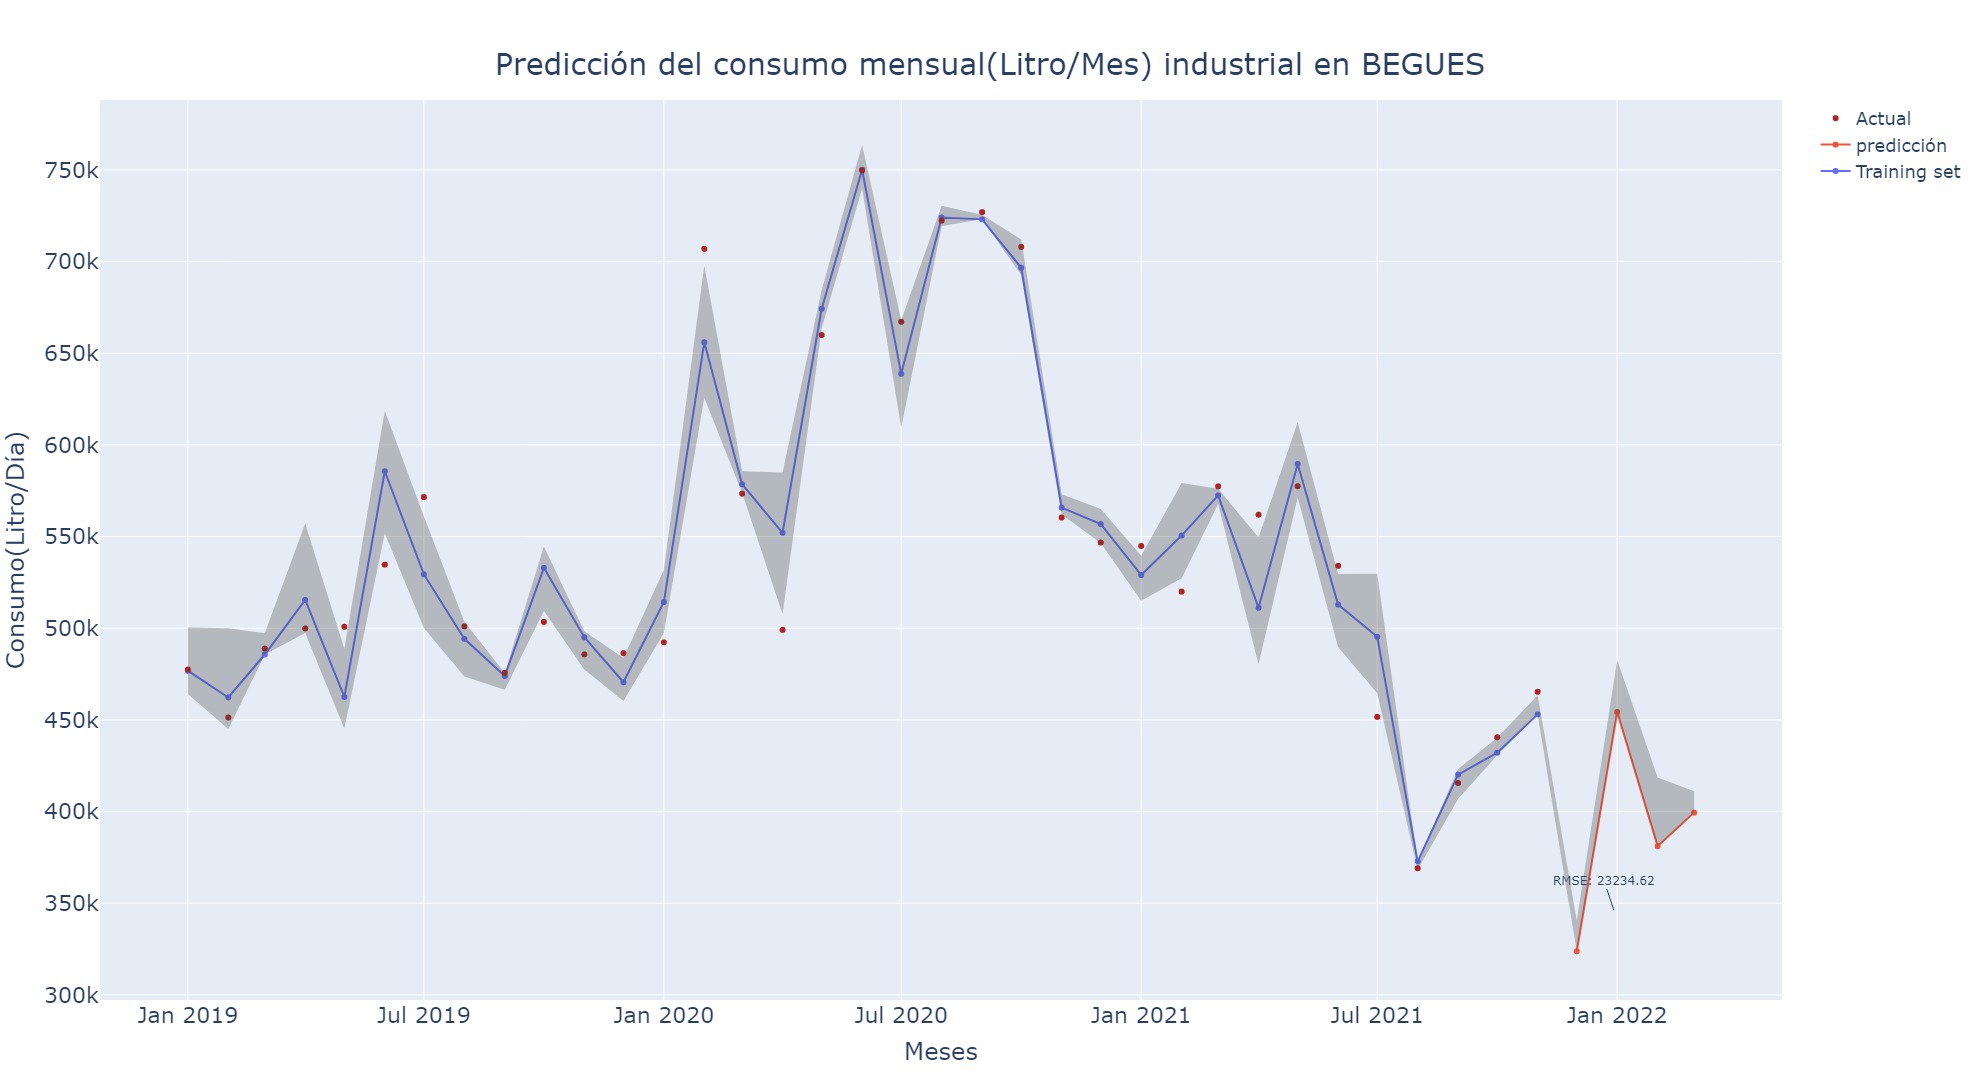 Predicción del consumo mensual(Litro/Mes) industrial en BEGUES
Actual
predicción
Training set
750k
700k
650k
600k
550k
500k
450k
400k
350k
300k
Consumo(Litro/Día)
RMSE: 23234.62
Jan 2019
Jul 2019
Jan 2020
Jul 2020
Jan 2021
Jul 2021
Jan 2022
Meses